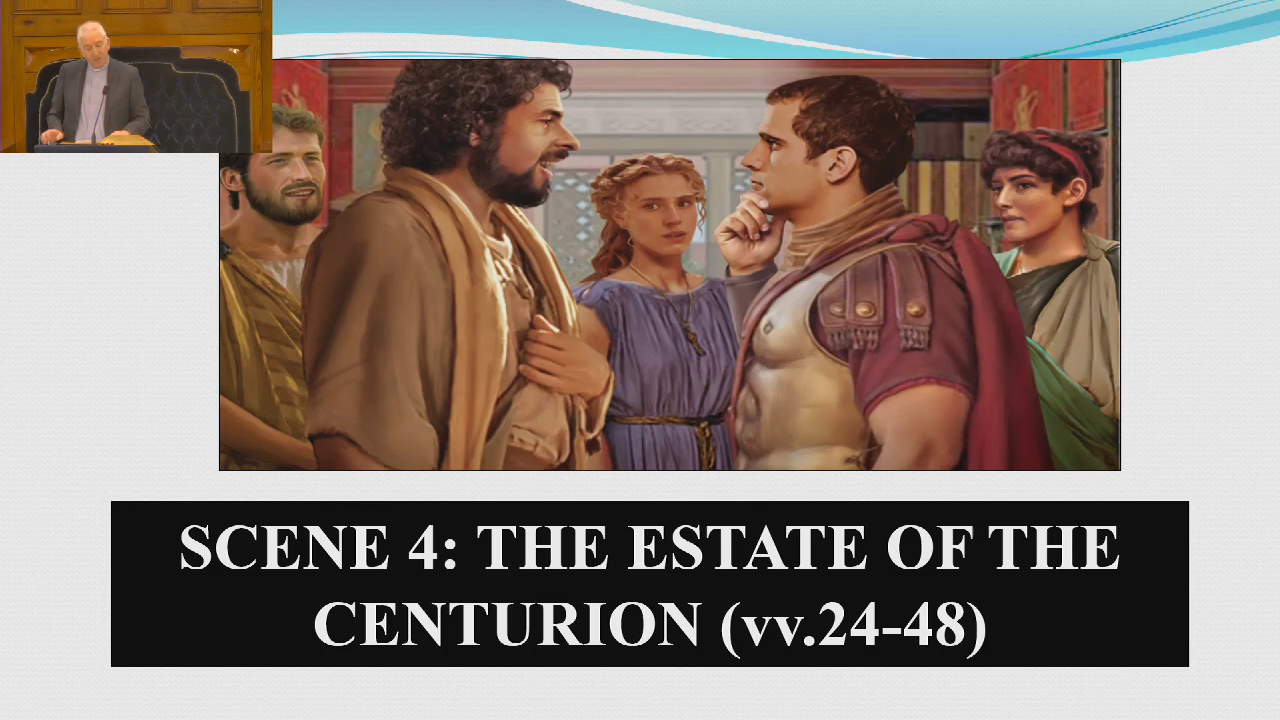 SCENE 4: THE ESTATE OF THE
CENTURION (vv.24-48)